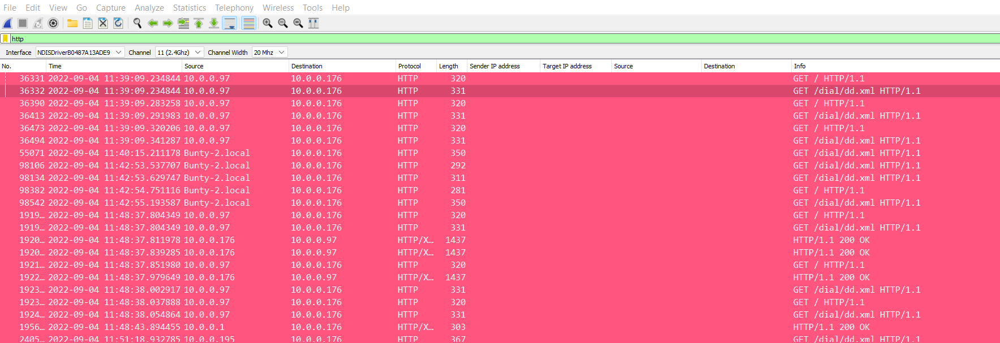 File Edit View Go Capture Analyze Statistics Telephony Wireless Tools Help
http
Interface NDISDriverB0487A13ADE9 Channel 11 (2.4Ghz) Channel Width 20 Mhz
No. Time Source Destination Protocol Length Sender IP address Target IP address Source Destination Info
36331 2022-09-04 11:39:09.234844 10.0.0.97 10.0.0.176 HTTP 320 GET / HTTP/1.1
36332 2022-09-04 11:39:09.234844 10.0.0.97 10.0.0.176 HTTP 331 GET /dial/dd.xml HTTP/1.1
36390 2022-09-04 11:39:09.283258 10.0.0.97 10.0.0.176 HTTP 320 GET / HTTP/1.1
36413 2022-09-04 11:39:09.291983 10.0.0.97 10.0.0.176 HTTP 331 GET /dial/dd.xml HTTP/1.1
36473 2022-09-04 11:39:09.320206 10.0.0.97 10.0.0.176 HTTP 320 GET / HTTP/1.1
36494 2022-09-04 11:39:09.341287 10.0.0.97 10.0.0.176 HTTP 331 GET /dial/dd.xml HTTP/1.1
55071 2022-09-04 11:40:15.211178 Bunty-2.local 10.0.0.176 HTTP 350 GET /dial/dd.xml HTTP/1.1
98106 2022-09-04 11:42:53.537707 Bunty-2.local 10.0.0.176 HTTP 292 GET /dial/dd.xml HTTP/1.1
98134 2022-09-04 11:42:53.629747 Bunty-2.local 10.0.0.176 HTTP 311 GET /dial/dd.xml HTTP/1.1
98382 2022-09-04 11:42:54.751116 Bunty-2.local 10.0.0.176 HTTP 281 GET / HTTP/1.1
98542 2022-09-04 11:42:55.193587 Bunty-2.local 10.0.0.176 HTTP 350 GET /dial/dd.xml HTTP/1.1
1919… 2022-09-04 11:48:37.804349 10.0.0.97 10.0.0.176 HTTP 320 GET / HTTP/1.1
1919… 2022-09-04 11:48:37.804349 10.0.0.97 10.0.0.176 HTTP 331 GET /dial/dd.xml HTTP/1.1
1920… 2022-09-04 11:48:37.811978 10.0.0.176 10.0.0.97 HTTP/X… 1437 HTTP/1.1 200 OK
1920… 2022-09-04 11:48:37.839285 10.0.0.176 10.0.0.97 HTTP/X… 1437 HTTP/1.1 200 OK
1921… 2022-09-04 11:48:37.851980 10.0.0.97 10.0.0.176 HTTP 320 GET / HTTP/1.1
1922… 2022-09-04 11:48:37.979649 10.0.0.176 10.0.0.97 HTTP/X… 1437 HTTP/1.1 200 OK
1923… 2022-09-04 11:48:38.002917 10.0.0.97 10.0.0.176 HTTP 331 GET /dial/dd.xml HTTP/1.1
1923… 2022-09-04 11:48:38.037888 10.0.0.97 10.0.0.176 HTTP 320 GET / HTTP/1.1
1924… 2022-09-04 11:48:38.054864 10.0.0.97 10.0.0.176 HTTP 331 GET /dial/dd.xml HTTP/1.1
1956… 2022-09-04 11:48:43.894455 10.0.0.1 10.0.0.176 HTTP/X… 303 HTTP/1.1 200 OK
2405… 2022-09-04 11:51:18.932785 10.0.0.195 10.0.0.176 HTTP 367 GET /dial/dd.xml HTTP/1.1